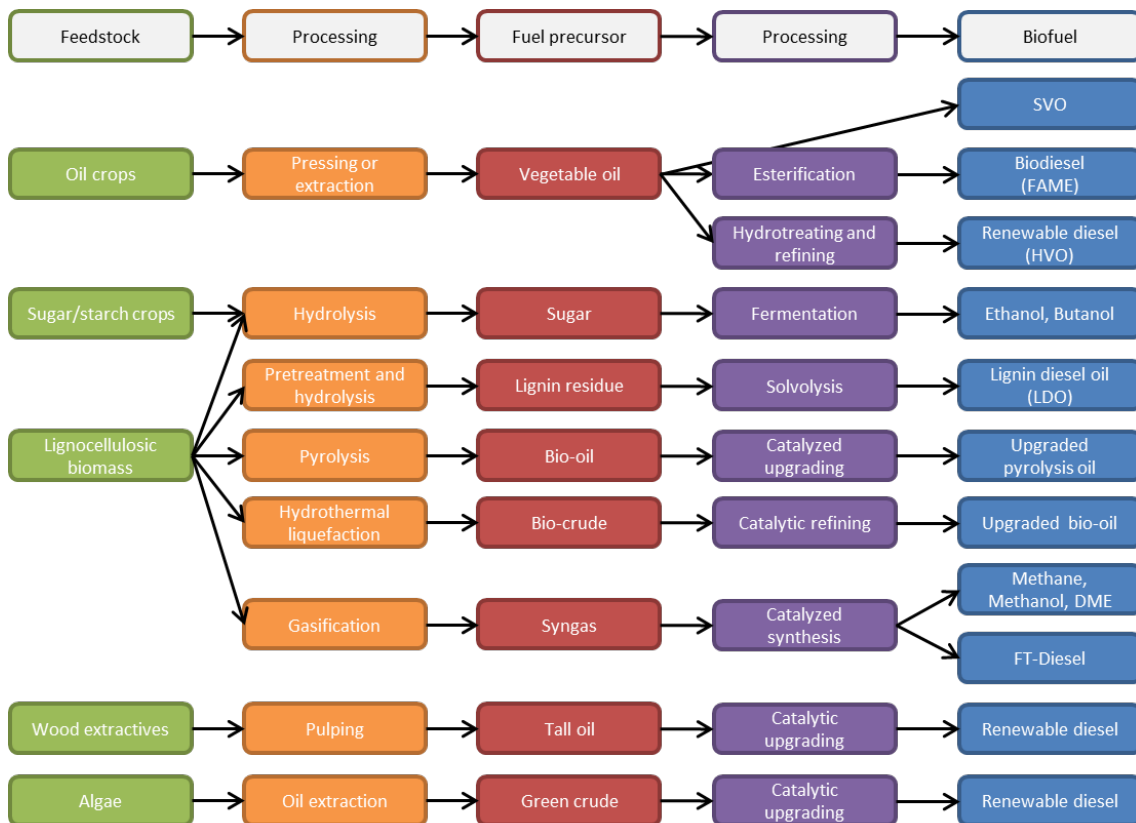 Feedstock
Processing
Fuel precursor
Processing
Biofuel
SVO
Oil crops
Pressing or
extraction
Vegetable oil
Esterification
Biodiesel
(FAME)
Hydrotreating and
refining
Renewable diesel
(HVO)
Sugar/starch crops
Hydrolysis
Sugar
Fermentation
Ethanol, Butanol
Pretreatment and
hydrolysis
Lignin residue
Solvolysis
Lignin diesel oil
(LDO)
Lignocellulosic
biomass
Pyrolysis
Bio-oil
Catalyzed
upgrading
Upgraded
pyrolysis oil
Hydrothermal
liquefaction
Bio-crude
Catalytic refining
Upgraded bio-oil
Gasification
Syngas
Catalyzed
synthesis
Methane,
Methanol, DME
FT-Diesel
Wood extractives
Pulping
Tall oil
Catalytic
upgrading
Renewable diesel
Algae
Oil extraction
Green crude
Catalytic
upgrading
Renewable diesel